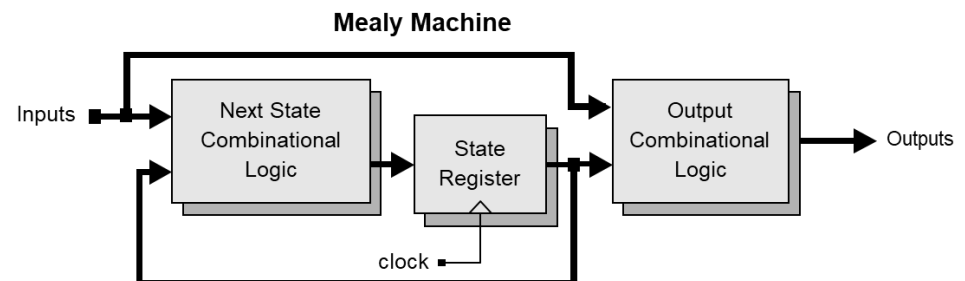 Mealy Machine
Inputs
Next State
Combinational
Logic
State
Register
clock
Output
Combinational
Logic
Outputs